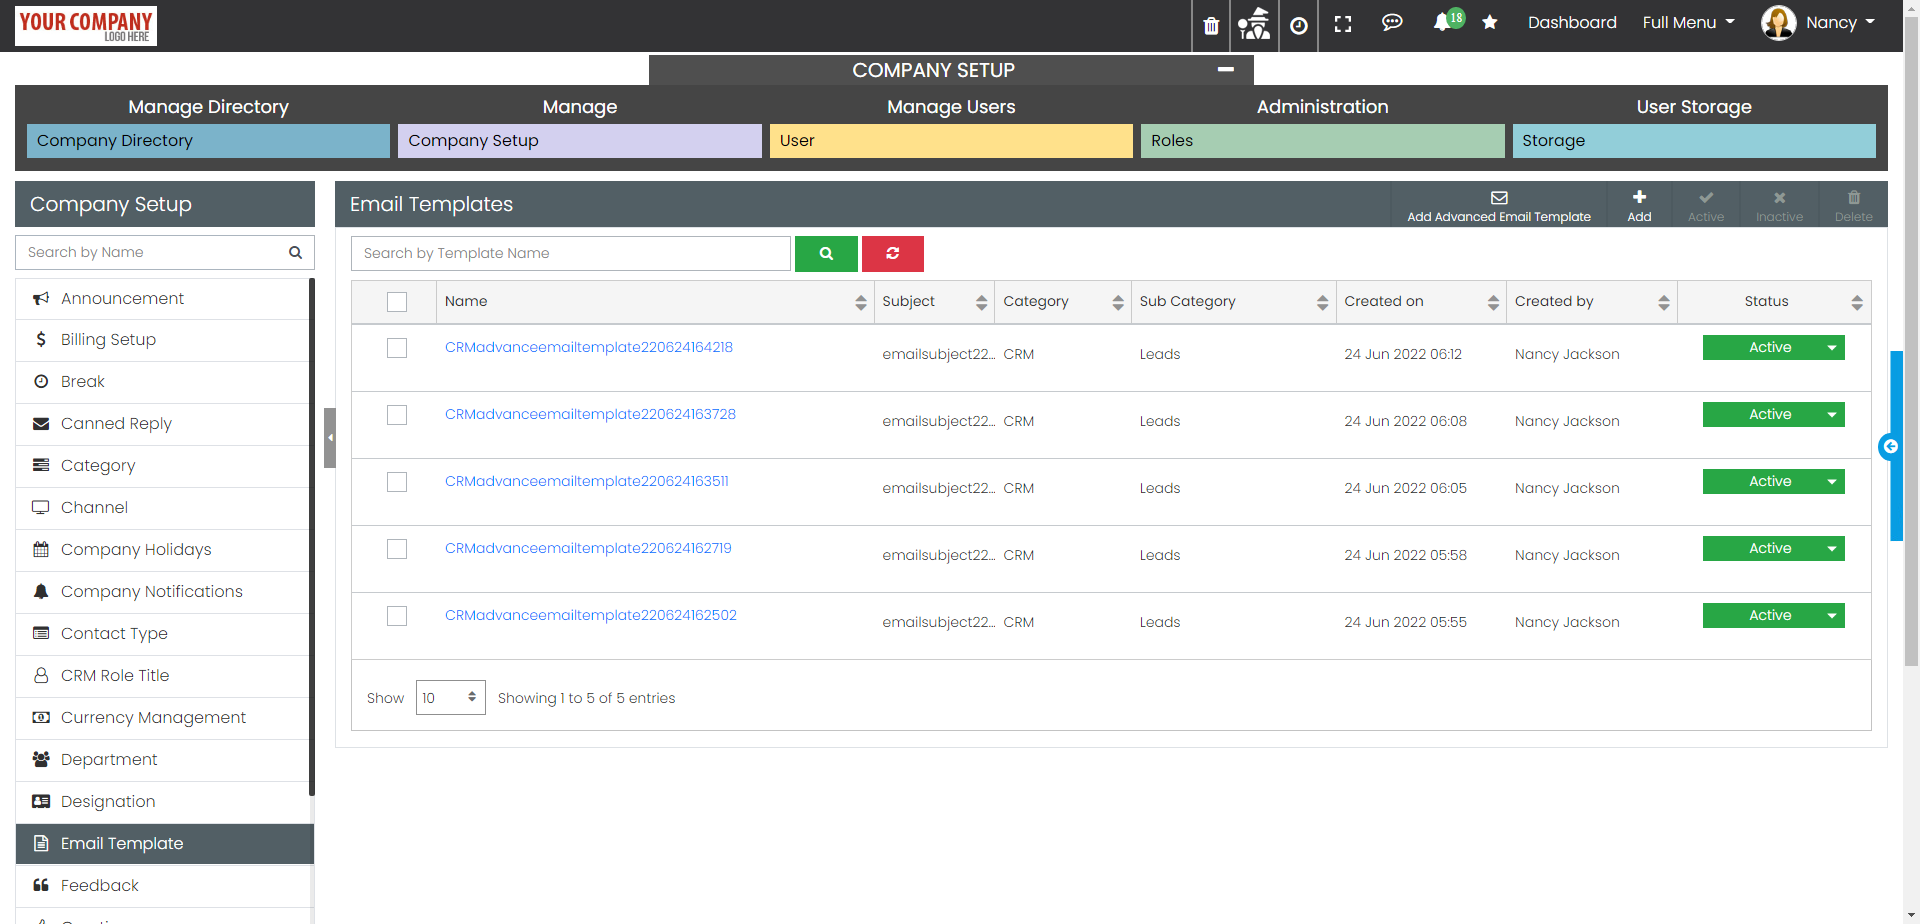 YOUR COMPANY
LOGO HERE
18
Dashboard
Full Menu
Nancy
COMPANY SETUP
Manage Directory
Manage
Manage Users
Administration
User Storage
Company Directory
Company Setup
User
Roles
Storage
Company Setup
Search by Name
Announcement
Billing Setup
Break
Canned Reply
Category
Channel
Company Holidays
Company Notifications
Contact Type
CRM Role Title
Currency Management
Department
Designation
Email Template
Feedback
Email Templates
Add Advanced Email Template
Add
Active
Inactive
Delete
Search by Template Name
Name Subject Category Sub Category Created on Created by Status
CRMadvanceemailtemplate220624164218 emailsubject22... CRM Leads 24 Jun 2022 06:12 Nancy Jackson Active
CRMadvanceemailtemplate220624163728 emailsubject22... CRM Leads 24 Jun 2022 06:08 Nancy Jackson Active
CRMadvanceemailtemplate220624163511 emailsubject22... CRM Leads 24 Jun 2022 06:05 Nancy Jackson Active
CRMadvanceemailtemplate220624162719 emailsubject22... CRM Leads 24 Jun 2022 05:58 Nancy Jackson Active
CRMadvanceemailtemplate220624162502 emailsubject22... CRM Leads 24 Jun 2022 05:55 Nancy Jackson Active
Show 10 Showing 1 to 5 of 5 entries